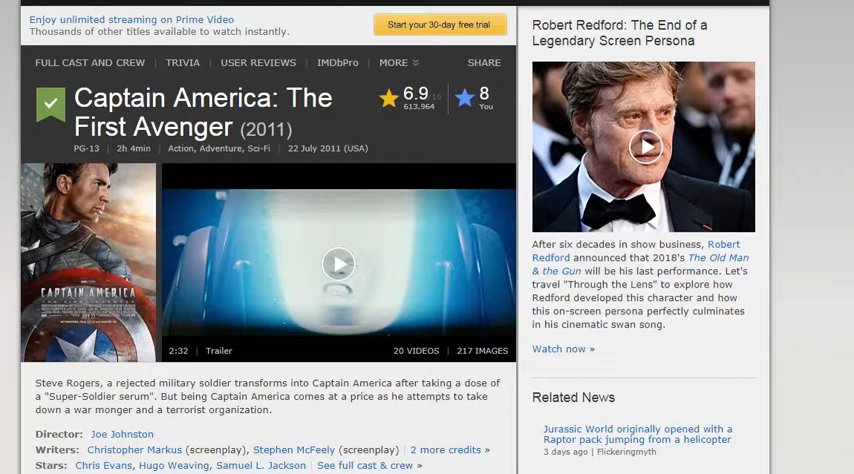 Enjoy unlimited streaming on Prime Video
Thousands of other titles available to watch instantly.
Start your 30-day free trial
FULL CAST AND CREW | TRIVIA | USER REVIEWS | IMDbPro | MORE | SHARE
Captain America: The
First Avenger (2011)
6.9/10
613,964
8
You
PG-13 | 2h 4min | Action, Adventure, Sci-Fi | 22 July 2011 (USA)
CAPTAIN AMERICA
2:32 | Trailer
20 VIDEOS | 217 IMAGES
Steve Rogers, a rejected military soldier transforms into Captain America after taking a dose of
a "Super-Soldier serum". But being Captain America comes at a price as he attempts to take
down a war monger and a terrorist organization.
Director: Joe Johnston
Writers: Christopher Markus (screenplay), Stephen McFeely (screenplay) | 2 more credits »
Stars: Chris Evans, Hugo Weaving, Samuel L. Jackson | See full cast & crew »
Robert Redford: The End of a
Legendary Screen Persona
After six decades in show business, Robert
Redford announced that 2018's The Old Man
& the Gun will be his last performance. Let's
travel "Through the Lens" to explore how
Redford developed this character and how
this on-screen persona perfectly culminates
in his cinematic swan song.
Watch now »
Related News
Jurassic World originally opened with a
Raptor pack jumping from a helicopter
3 days ago | Flickeringmyth